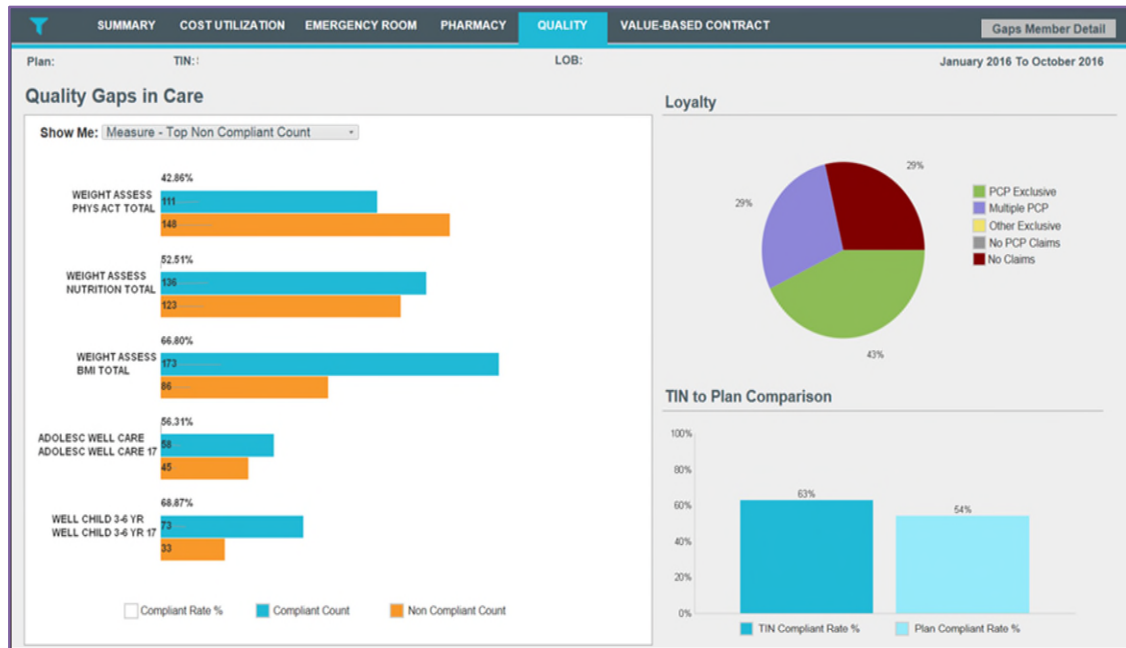 SUMMARY COST UTILIZATION EMERGENCY ROOM PHARMACY QUALITY VALUE-BASED CONTRACT Gaps Member Detail
Plan: TIN: LOB: January 2016 To October 2016
Quality Gaps in Care
Show Me: Measure - Top Non Compliant Count
42.86%
WEIGHT ASSESS
PHYS ACT TOTAL
111
148
52.51%
WEIGHT ASSESS
NUTRITION TOTAL
136
123
66.80%
WEIGHT ASSESS
BMI TOTAL
173
86
56.31%
ADOLESC WELL CARE
ADOLESC WELL CARE 17
58
45
68.87%
WELL CHILD 3-6 YR
WELL CHILD 3-6 YR 17
73
33
Compliant Rate % Compliant Count Non Compliant Count
Loyalty
29%
29%
43%
PCP Exclusive
Multiple PCP
Other Exclusive
No PCP Claims
No Claims
TIN to Plan Comparison
100%
80%
60%
40%
20%
0%
63%
54%
TIN Compliant Rate % Plan Compliant Rate %